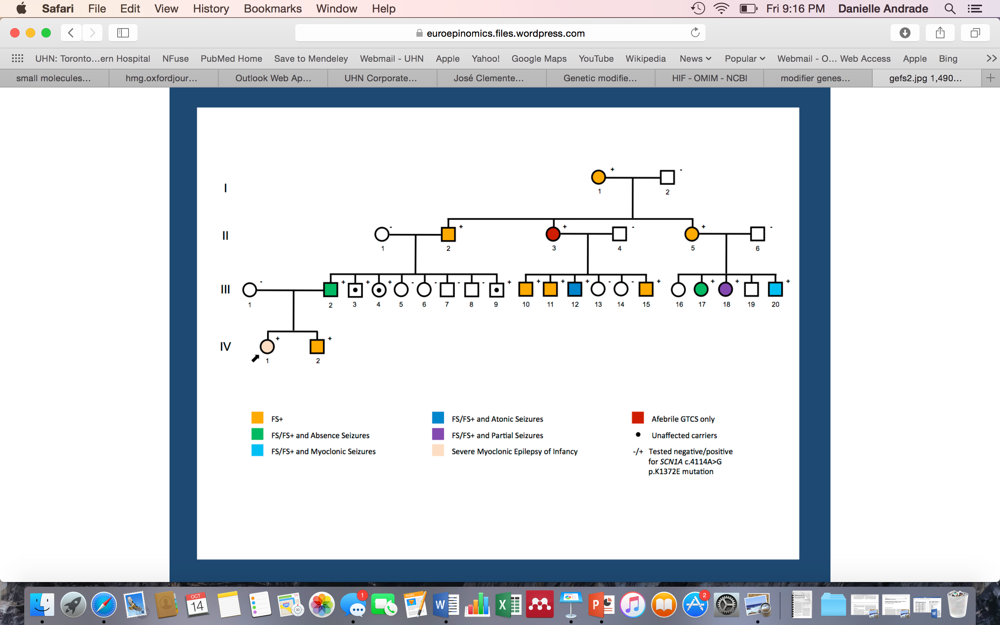 Safari File Edit View History Bookmarks Window Help Fri 9:16 PM Danielle Andrade
euroepinomics.files.wordpress.com
UHN: Toronto...ern Hospital NFuse PubMed Home Save to Mendeley Webmail - UHN Apple Yahoo! Google Maps YouTube Wikipedia News Popular Webmail - O... Web Access Apple Bing >>
small molecules... hmg.oxfordjour... Outlook Web Ap... UHN Corporate... José Clemente... Genetic modifie... HIF - OMIM - NCBI modifier genes... gefs2.jpg 1,490... +
+ -
I
1 2
- + + - + -
II
1 2 3 4 5 6
- + + + - - - - + + + + - - + + + +
III
1 2 3 4 5 6 7 8 9 10 11 12 13 14 15 16 17 18 19 20
+ +
IV
1 2
FS+ FS/FS+ and Atonic Seizures Afebrile GTCS only
FS/FS+ and Absence Seizures FS/FS+ and Partial Seizures Unaffected carriers
FS/FS+ and Myoclonic Seizures Severe Myoclonic Epilepsy of Infancy -/+ Tested negative/positive
for SCN1A c.4114A>G
p.K1372E mutation
OCT 1 PAGES 2
14 280 3D W X P W